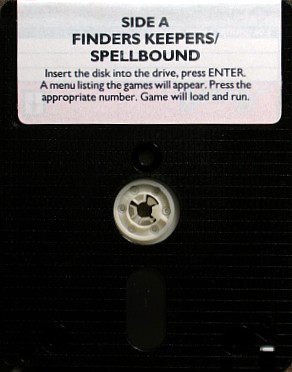 SIDE A
FINDERS KEEPERS/
SPELLBOUND
Insert the disk into the drive, press ENTER.
A menu listing the games will appear. Press the
appropriate number. Game will load and run.